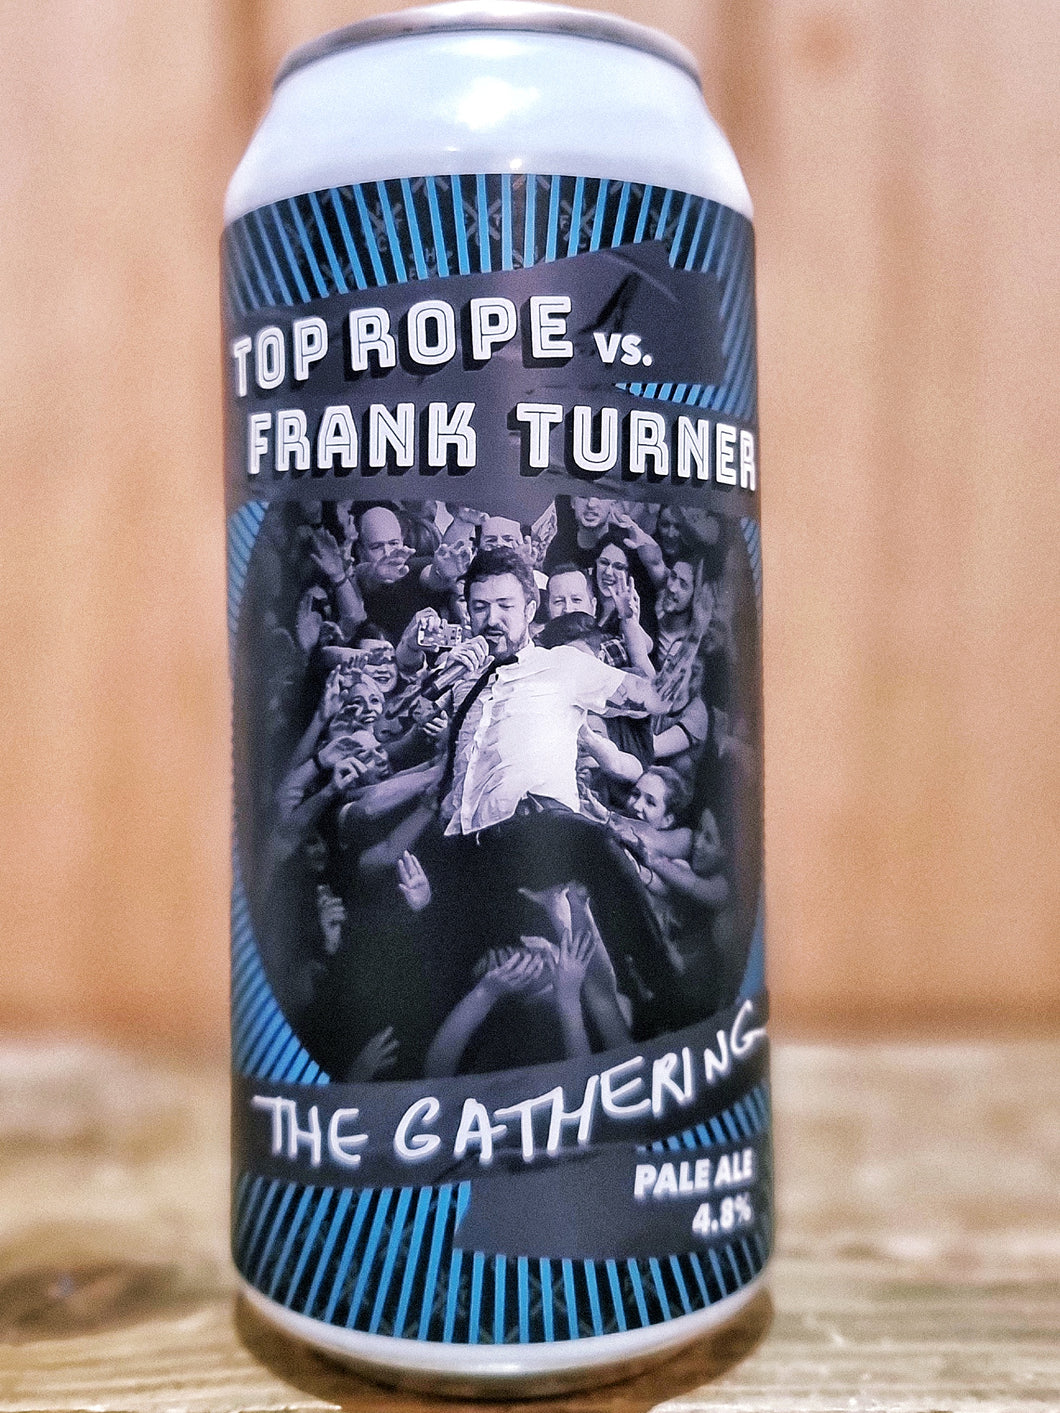 TOP ROPE VS.
FRANK TURNER
THE GATHERING
PALE ALE
4.8%